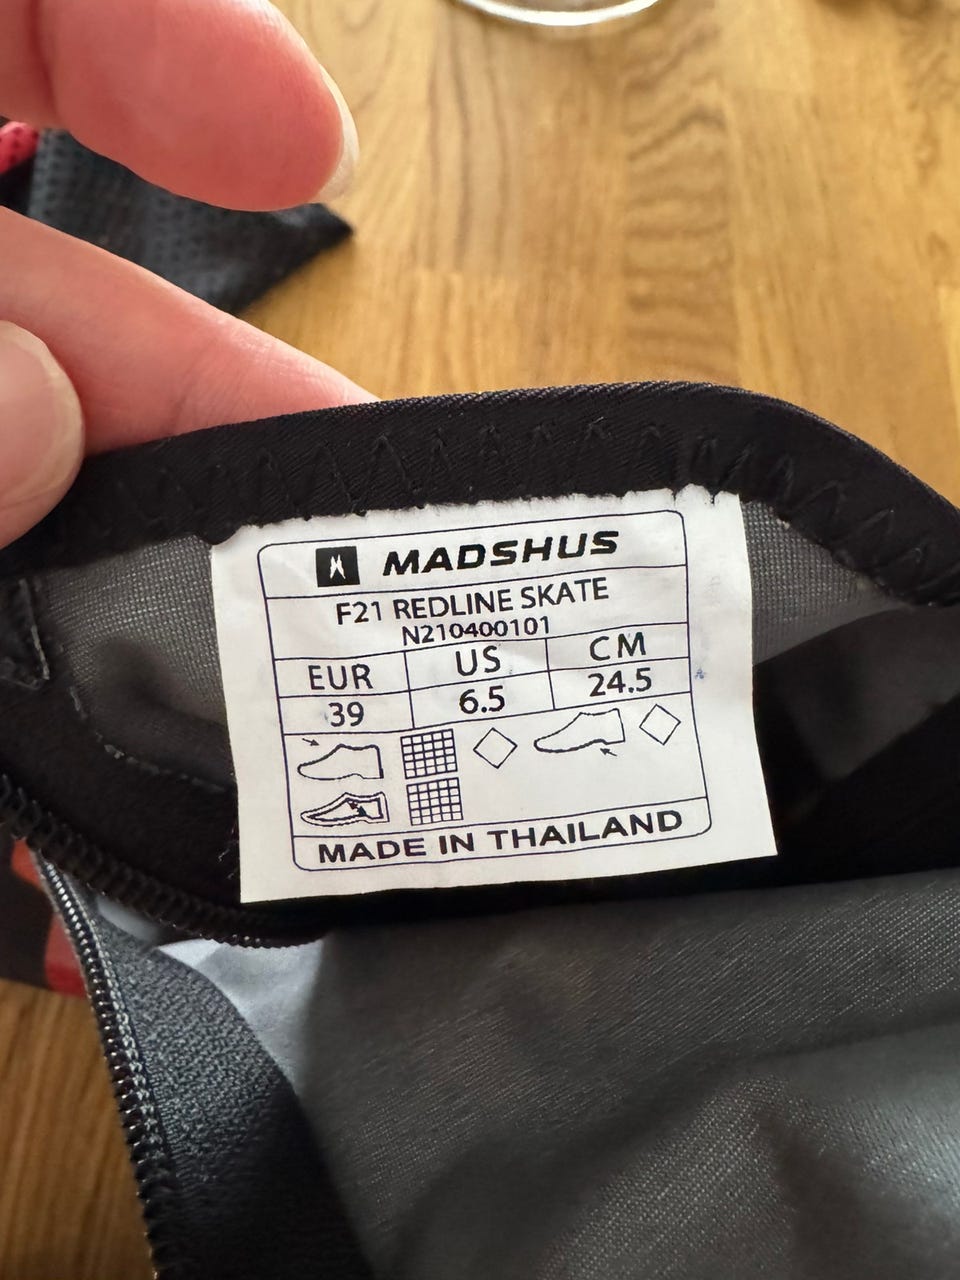 MADSHUS
F21 REDLINE SKATE
N210400101
EUR US CM
39 6.5 24.5
MADE IN THAILAND